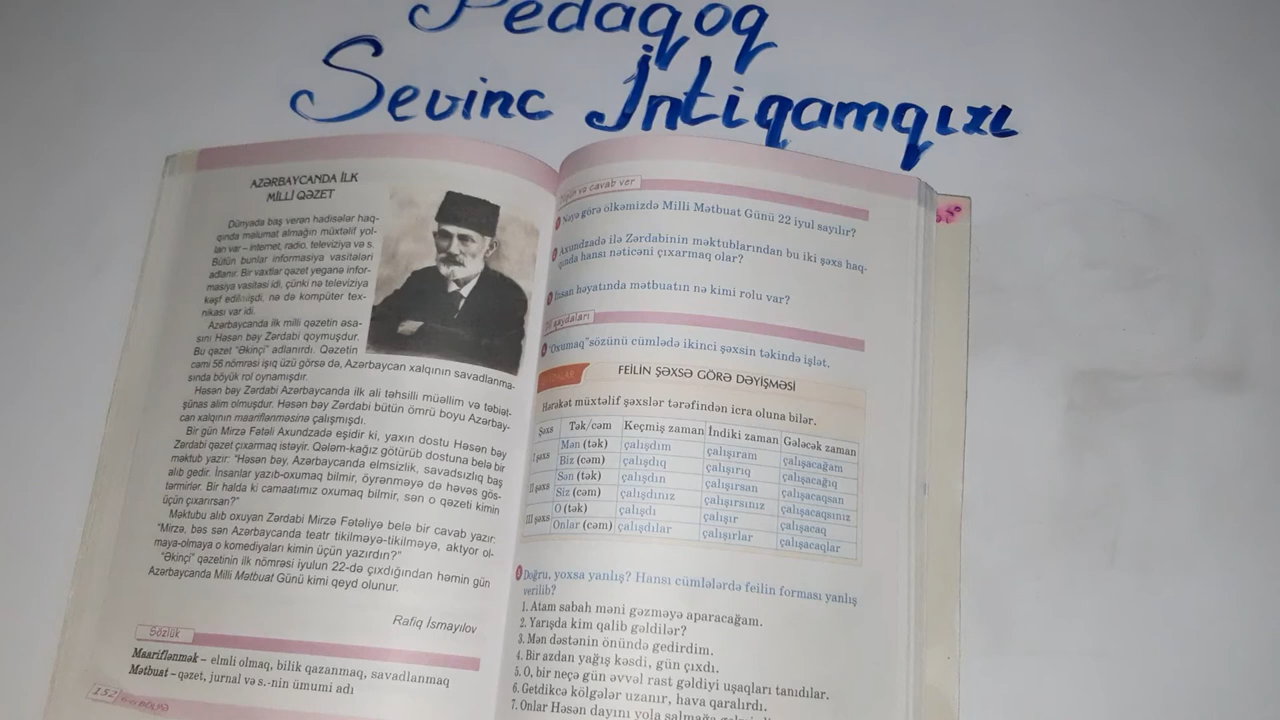 Pedaqoq
Sevinc İntiqamqızı
AZƏRBAYCANDA İLK
MİLLİ QƏZET
Dünyada baş verən hadisələr haq-
qında məlumat almağın müxtəlif yol-
ları var – internet, radio, televiziya və s.
Bütün bunlar informasiya vasitələri
adlanır. Bir vaxtlar qəzet yeganə infor-
masiya vasitəsi idi, çünki nə televiziya
kəşf edilmişdi, nə də kompüter tex-
nikası var idi.
Azərbaycanda ilk milli qəzetin əsa-
sını Həsən bəy Zərdabi qoymuşdur.
Bu qəzet "Əkinçi" adlanırdı. Qəzetin
cəmi 56 nömrəsi işıq üzü görsə də, Azərbaycan xalqının savadlanma-
sında böyük rol oynamışdır.
Həsən bəy Zərdabi Azərbaycanda ilk ali təhsilli müəllim və təbiət-
şünas alim olmuşdur. Həsən bəy Zərdabi bütün ömrü boyu Azərbay-
can xalqının maariflənməsinə çalışmışdı.
Bir gün Mirzə Fətəli Axundzadə eşidir ki, yaxın dostu Həsən bəy
Zərdabi qəzet çıxarmaq istəyir. Qələm-kağız götürüb dostuna belə bir
məktub yazır: "Həsən bəy, Azərbaycanda elmsizlik, savadsızlıq baş
alıb gedir. İnsanlar yazıb-oxumaq bilmir, öyrənməyə də həvəs gös-
tərmirlər. Bir halda ki camaatımız oxumaq bilmir, sən o qəzeti kimin
üçün çıxarırsan?"
Məktubu alıb oxuyan Zərdabi Mirzə Fətəliyə belə bir cavab yazır:
"Mirzə, bəs sən Azərbaycanda teatr tikilməyə-tikilməyə, aktyor ol-
maya-olmaya o komediyaları kimin üçün yazırdın?"
"Əkinçi" qəzetinin ilk nömrəsi iyulun 22-də çıxdığından həmin gün
Azərbaycanda Milli Mətbuat Günü kimi qeyd olunur.
Rafiq İsmayılov
Sözlük
Maariflənmək – elmli olmaq, bilik qazanmaq, savadlanmaq
Mətbuat – qəzet, jurnal və s.-nin ümumi adı
152
və cavab ver
Nəyə görə ölkəmizdə Milli Mətbuat Günü 22 iyul sayılır?
Axundzadə ilə Zərdabinin məktublarından bu iki şəxs haq-
qında hansı nəticəni çıxarmaq olar?
İnsan həyatında mətbuatın nə kimi rolu var?
Dil qaydaları
"Oxumaq" sözünü cümlədə ikinci şəxsin təkində işlət.
FEİLİN ŞƏXSƏ GÖRƏ DƏYİŞMƏSİ
Hərəkət müxtəlif şəxslər tərəfindən icra oluna bilər.
Şəxs Tək/cəm Keçmiş zaman İndiki zaman Gələcək zaman
I şəxs Mən (tək) çalışdım çalışıram çalışacağam
Biz (cəm) çalışdıq çalışırıq çalışacağıq
II şəxs Sən (tək) çalışdın çalışırsan çalışacaqsan
Siz (cəm) çalışdınız çalışırsınız çalışacaqsınız
III şəxs O (tək) çalışdı çalışır çalışacaq
Onlar (cəm) çalışdılar çalışırlar çalışacaqlar
Doğru, yoxsa yanlış? Hansı cümlələrdə feilin forması yanlış
verilib?
1. Atam sabah məni gəzməyə aparacağam.
2. Yarışda kim qalib gəldilər?
3. Mən dəstənin önündə gedirdim.
4. Bir azdan yağış kəsdi, gün çıxdı.
5. O, bir neçə gün əvvəl rast gəldiyi uşaqları tanıdılar.
6. Getdikcə kölgələr uzanır, hava qaralırdı.
7. Onlar Həsən dayını yola salmağa